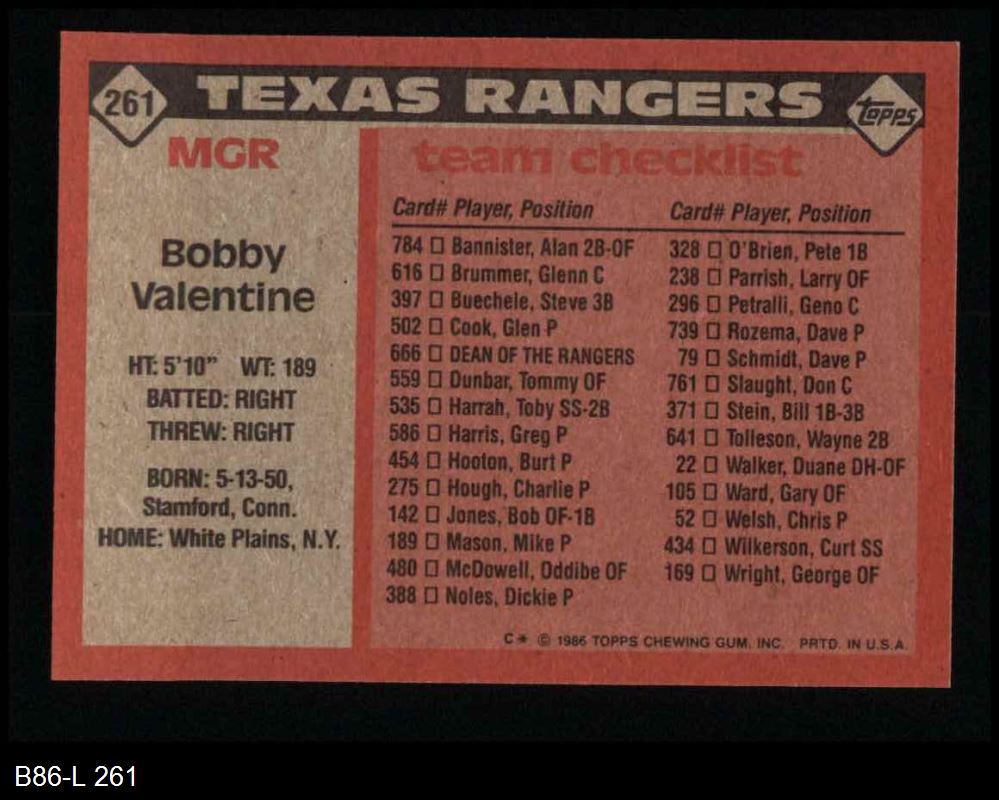 261
TEXAS RANGERS
TOPPS
MGR
Bobby
Valentine
HT: 5'10" WT: 189
BATTED: RIGHT
THREW: RIGHT
BORN: 5-13-50,
Stamford, Conn.
HOME: White Plains, N.Y.
team checklist
Card# Player, Position
784 □ Bannister, Alan 2B-OF
616 □ Brummer, Glenn C
397 □ Buechele, Steve 3B
502 □ Cook, Glen P
666 □ DEAN OF THE RANGERS
559 □ Dunbar, Tommy OF
535 □ Harrah, Toby SS-2B
586 □ Harris, Greg P
454 □ Hooton, Burt P
275 □ Hough, Charlie P
142 □ Jones, Bob OF-1B
189 □ Mason, Mike P
480 □ McDowell, Oddibe OF
388 □ Noles, Dickie P
Card# Player, Position
328 □ O'Brien, Pete 1B
238 □ Parrish, Larry OF
296 □ Petralli, Geno C
739 □ Rozema, Dave P
79 □ Schmidt, Dave P
761 □ Slaught, Don C
371 □ Stein, Bill 1B-3B
641 □ Tolleson, Wayne 2B
22 □ Walker, Duane DH-OF
105 □ Ward, Gary OF
52 □ Welsh, Chris P
434 □ Wilkerson, Curt SS
169 □ Wright, George OF
C* © 1986 TOPPS CHEWING GUM, INC. PRTD. IN U.S.A.
B86-L 261